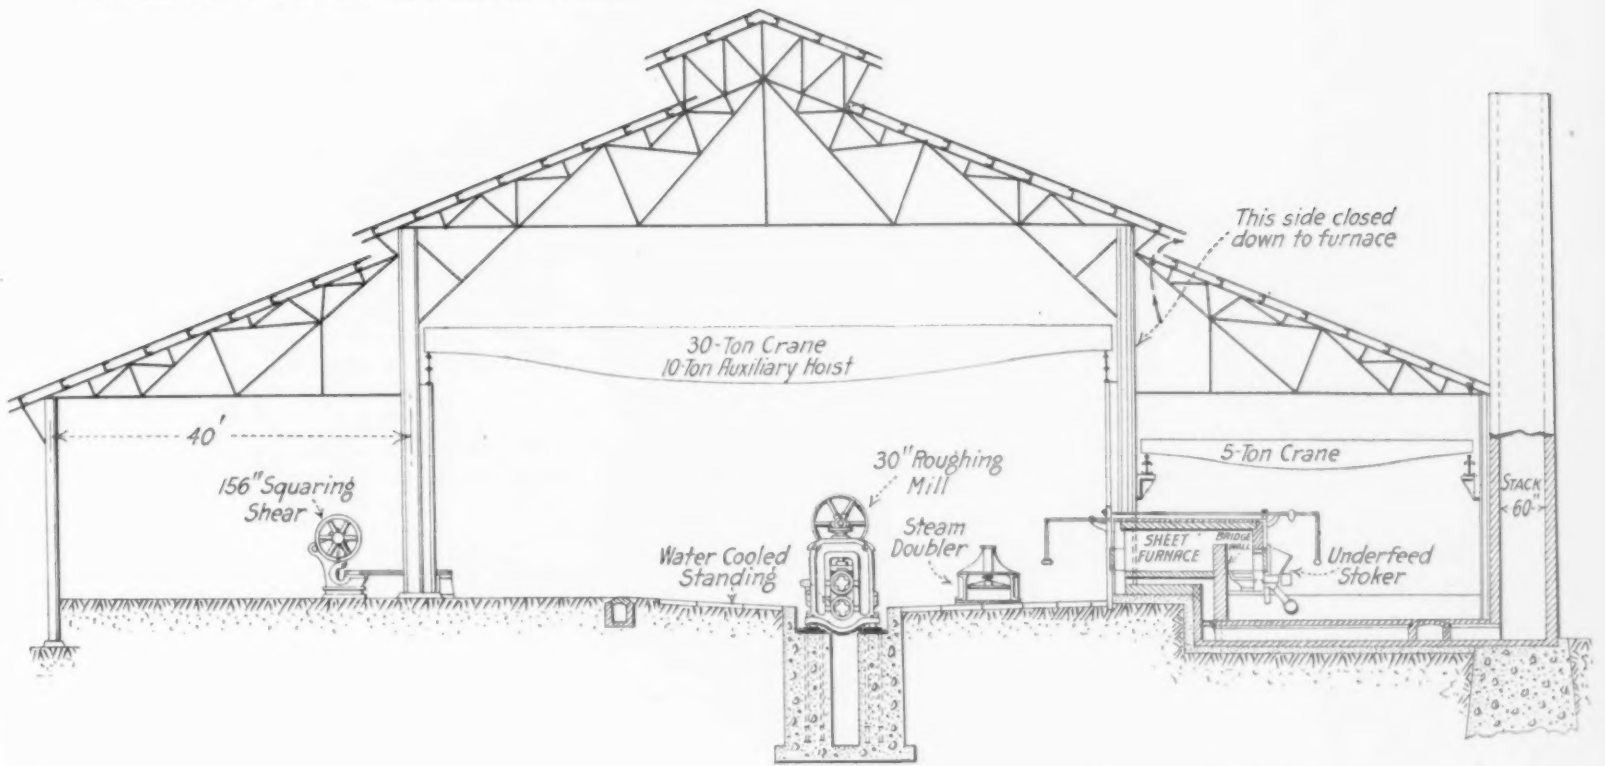 This side closed
down to furnace
30-Ton Crane
10-Ton Auxiliary Hoist
40'
5-Ton Crane
30" Roughing
Mill
156" Squaring
Shear
STACK
60"
Steam
Doubler
Water Cooled
Standing
SHEET
FURNACE
BRIDGE
WALL
Underfeed
Stoker